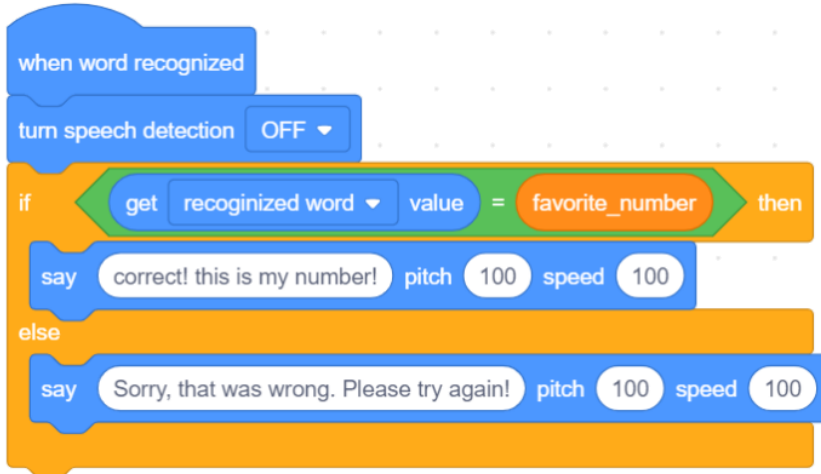 when word recognized
turn speech detection OFF
if get recoginized word value = favorite_number then
say correct! this is my number! pitch 100 speed 100
else
say Sorry, that was wrong. Please try again! pitch 100 speed 100